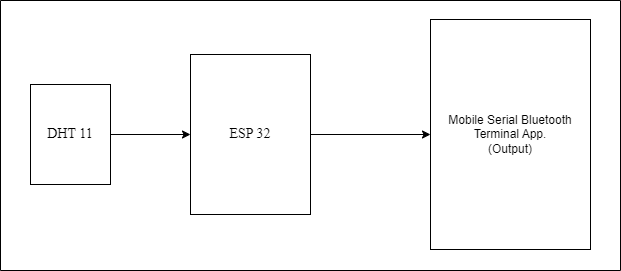 DHT 11
ESP 32
Mobile Serial Bluetooth
Terminal App.
(Output)